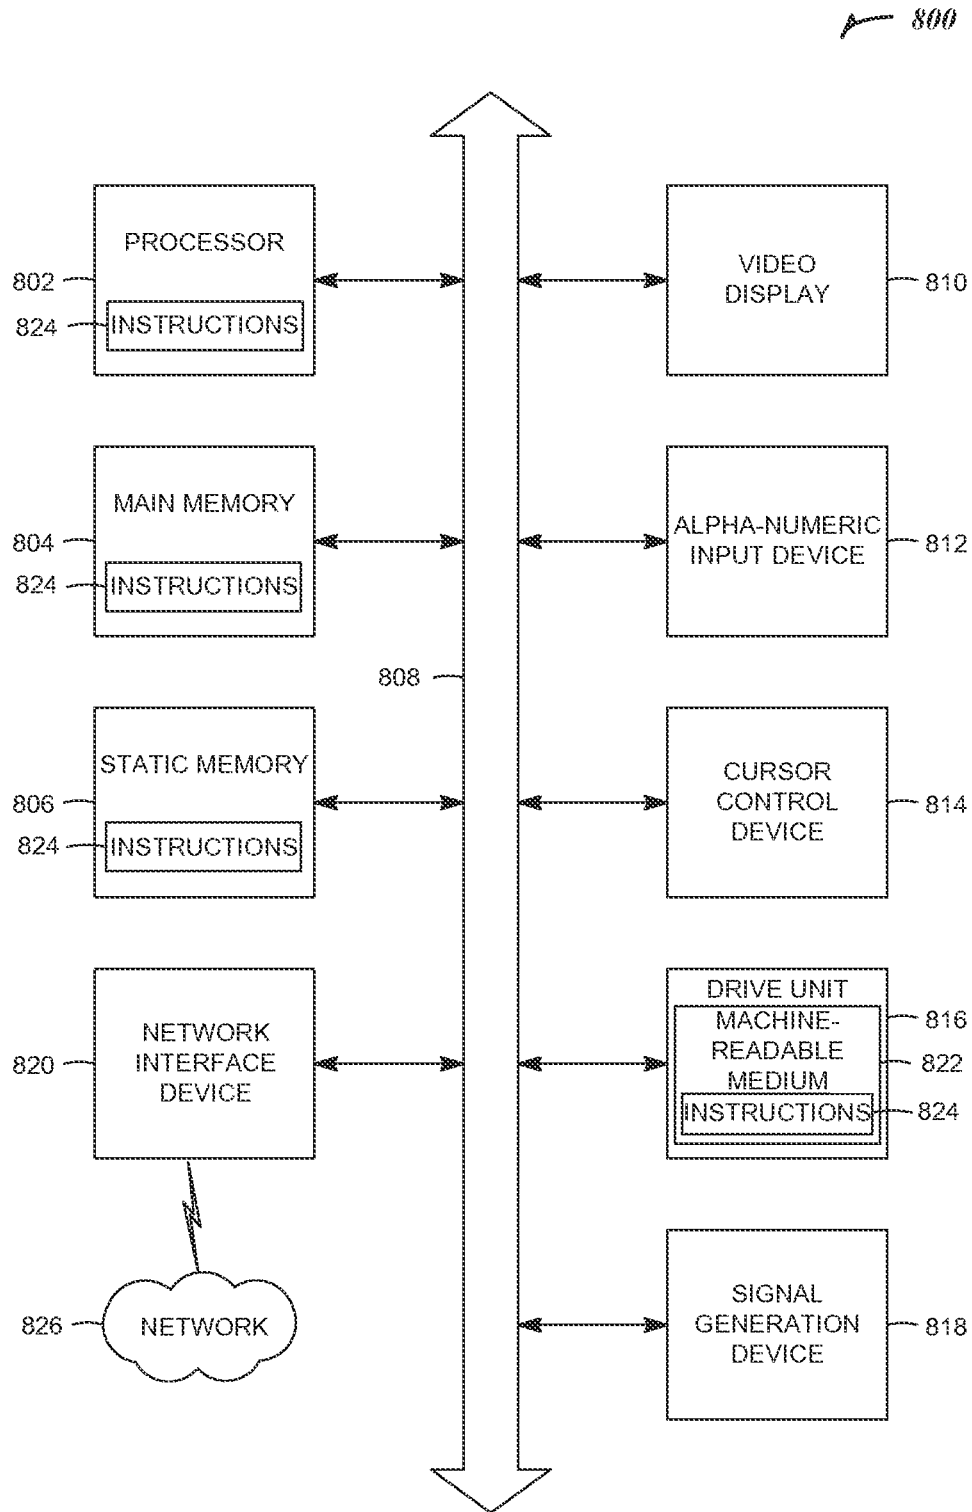 800
PROCESSOR
802
824
INSTRUCTIONS
MAIN MEMORY
804
824
INSTRUCTIONS
808
STATIC MEMORY
806
824
INSTRUCTIONS
NETWORK
INTERFACE
DEVICE
820
NETWORK
826
VIDEO
DISPLAY
810
ALPHA-NUMERIC
INPUT DEVICE
812
CURSOR
CONTROL
DEVICE
814
DRIVE UNIT
816
MACHINE-
READABLE
MEDIUM
822
INSTRUCTIONS
824
SIGNAL
GENERATION
DEVICE
818